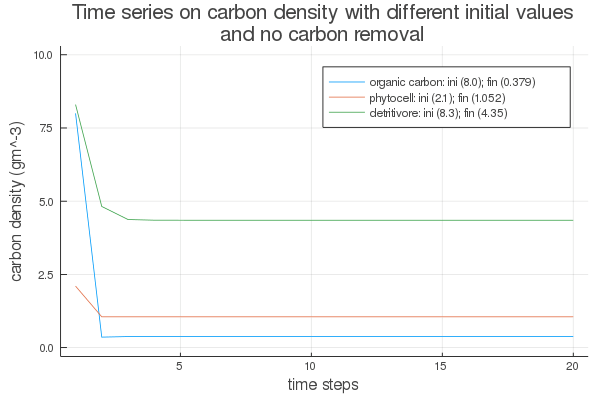 Time series on carbon density with different initial values
and no carbon removal
10.0
7.5
5.0
2.5
0.0
carbon density (gm^-3)
organic carbon: ini (8.0); fin (0.379)
phytocell: ini (2.1); fin (1.052)
detritivore: ini (8.3); fin (4.35)
5
10
15
20
time steps